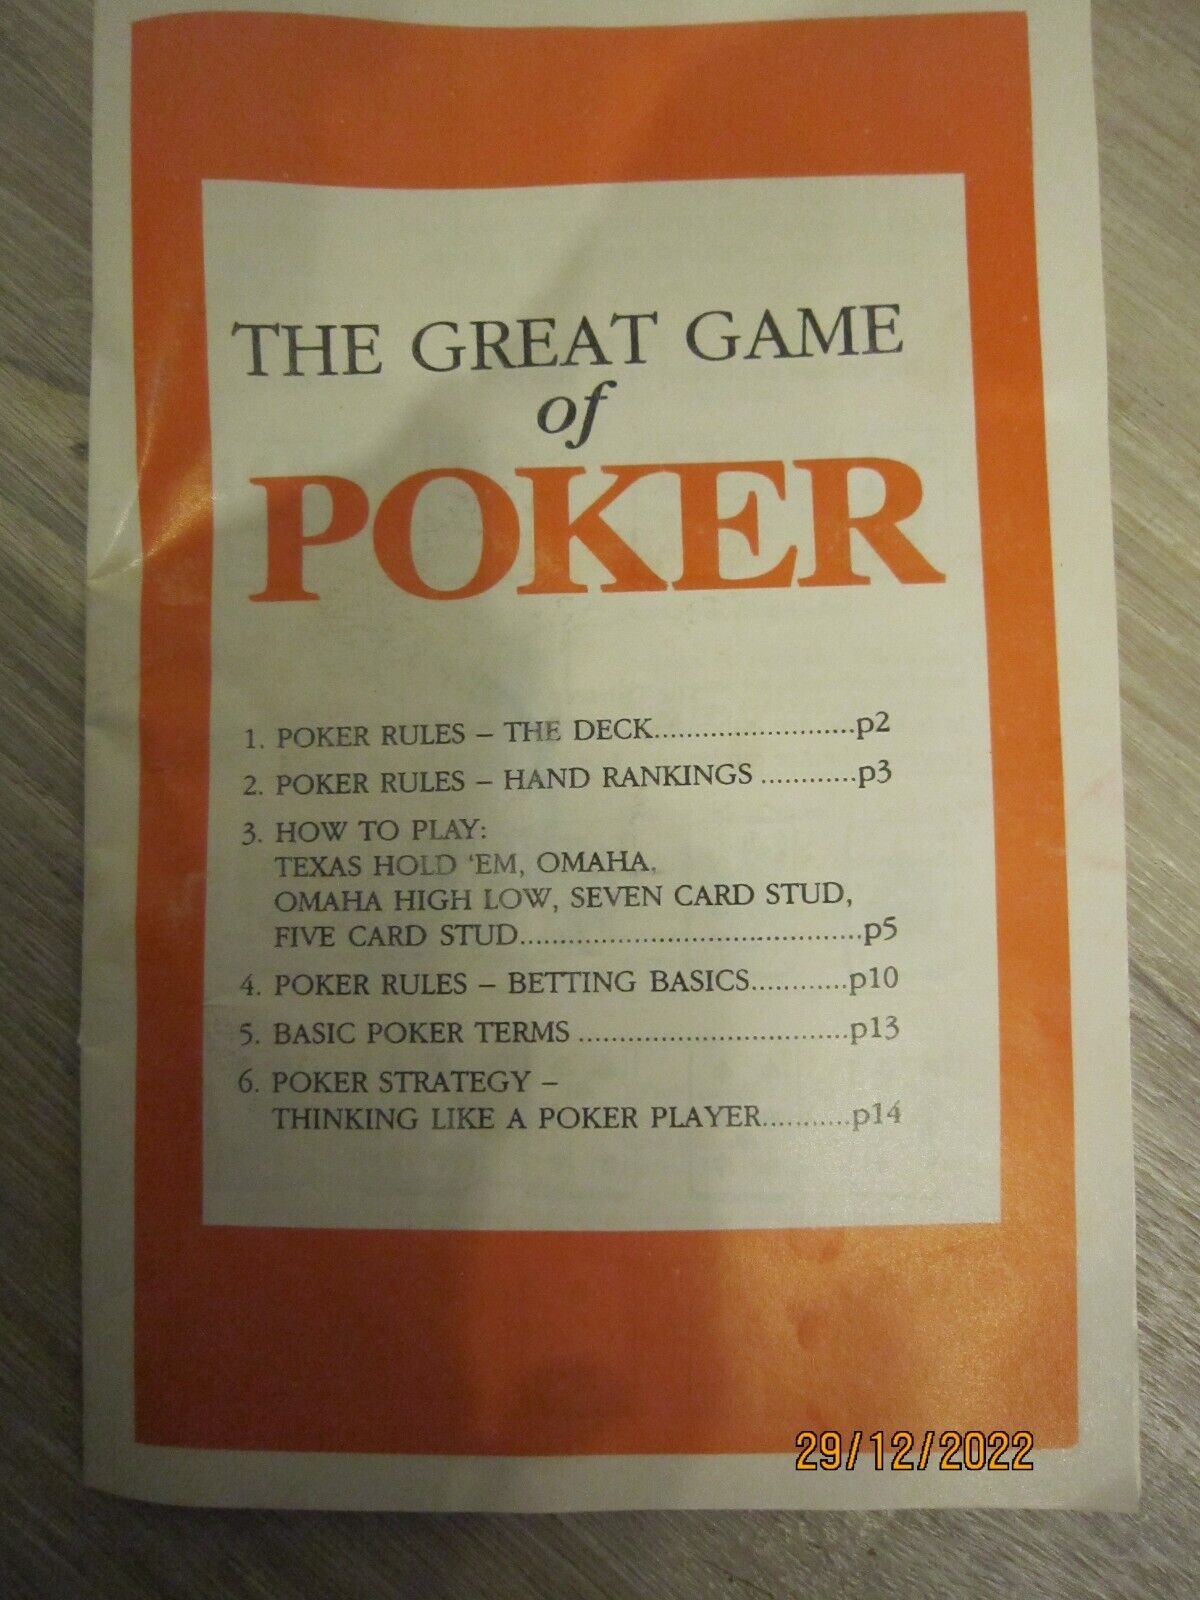 THE GREAT GAME
of
POKER
1. POKER RULES – THE DECK.........................p2
2. POKER RULES – HAND RANKINGS ............p3
3. HOW TO PLAY:
TEXAS HOLD 'EM, OMAHA,
OMAHA HIGH LOW, SEVEN CARD STUD,
FIVE CARD STUD..........................................p5
4. POKER RULES – BETTING BASICS............p10
5. BASIC POKER TERMS .................................p13
6. POKER STRATEGY –
THINKING LIKE A POKER PLAYER...........p14
29/12/2022